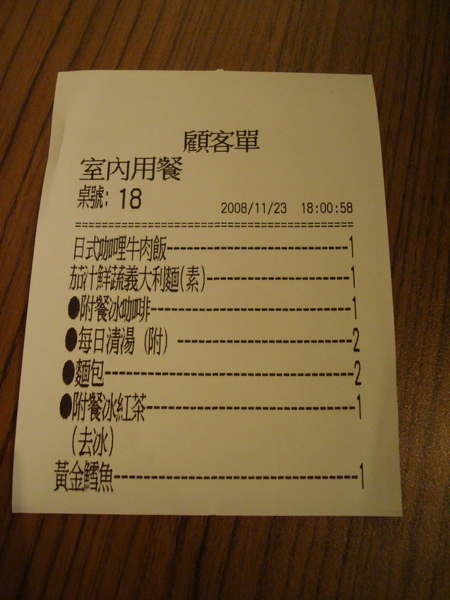 顧客單
室內用餐
桌號: 18
2008/11/23 18:00:58
==================================================
日式咖哩牛肉飯------------------------1
茄汁鮮蔬義大利麵(素)-------------------1
●附餐冰咖啡--------------------------1
●每日清湯 (附) -----------------------2
●麵包--------------------------------2
●附餐冰紅茶--------------------------1
(去冰)
黃金鱈魚-----------------------------1